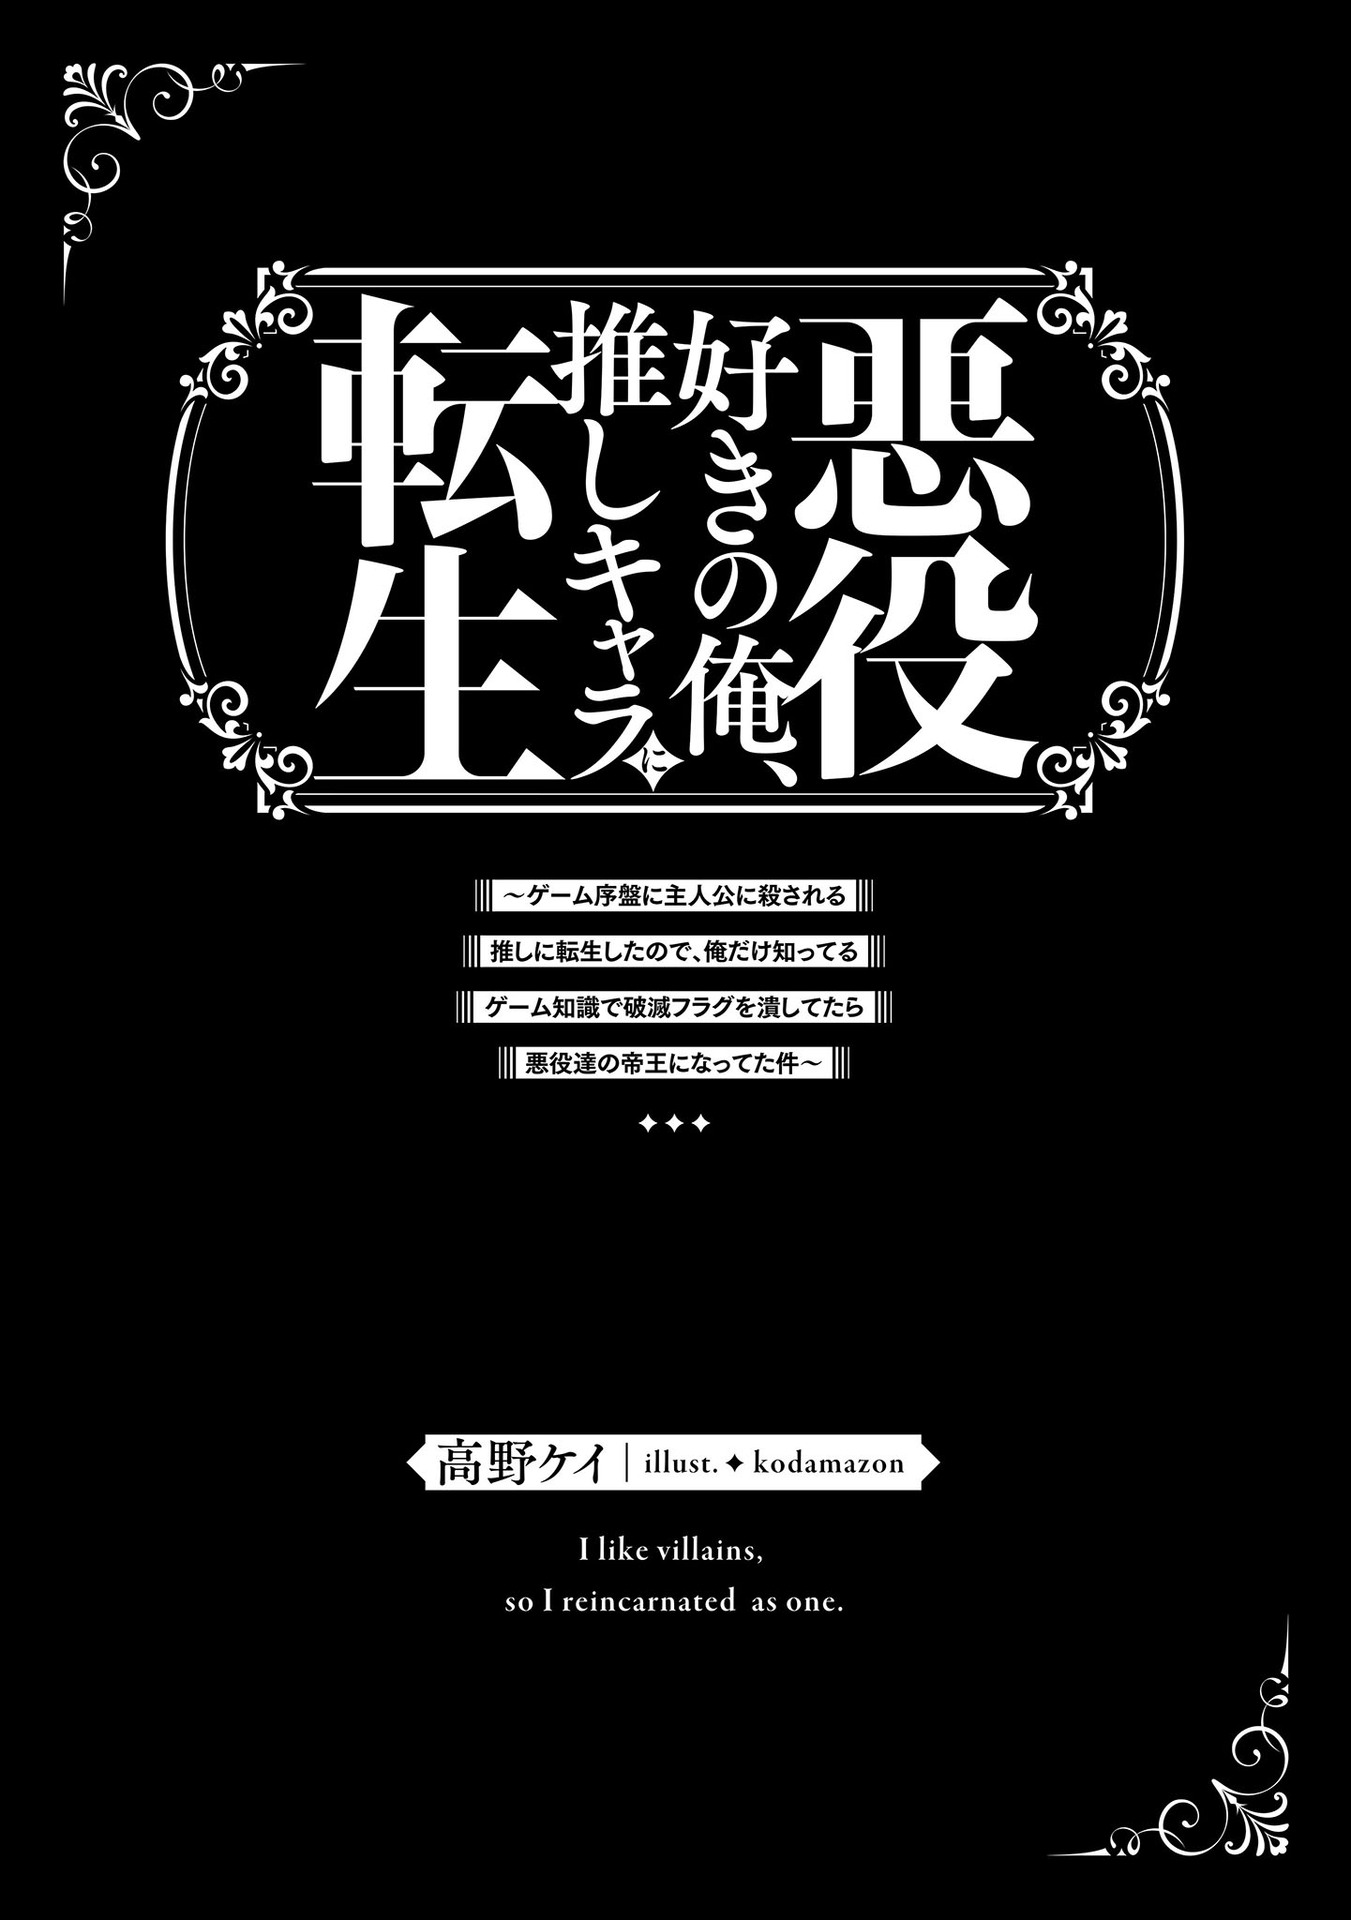 悪役
好きの俺、
推しキャラに
転生
～ゲーム序盤に主人公に殺される
推しに転生したので、俺だけ知ってる
ゲーム知識で破滅フラグを潰してたら
悪役達の帝王になってた件～
高野ケイ｜illust.✦kodamazon
I like villains,
so I reincarnated as one.